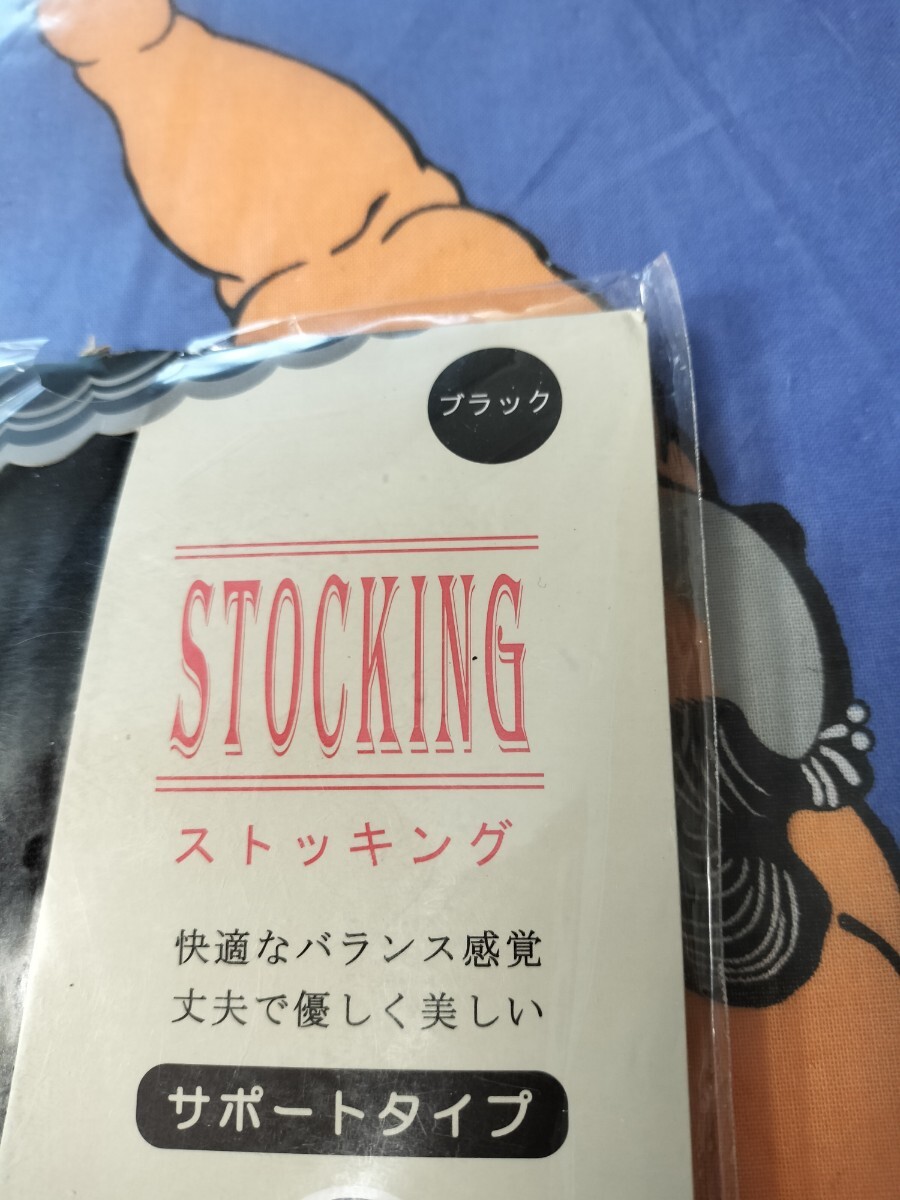 ブラック
STOCKING
ストッキング
快適なバランス感覚
丈夫で優しく美しい
サポートタイプ